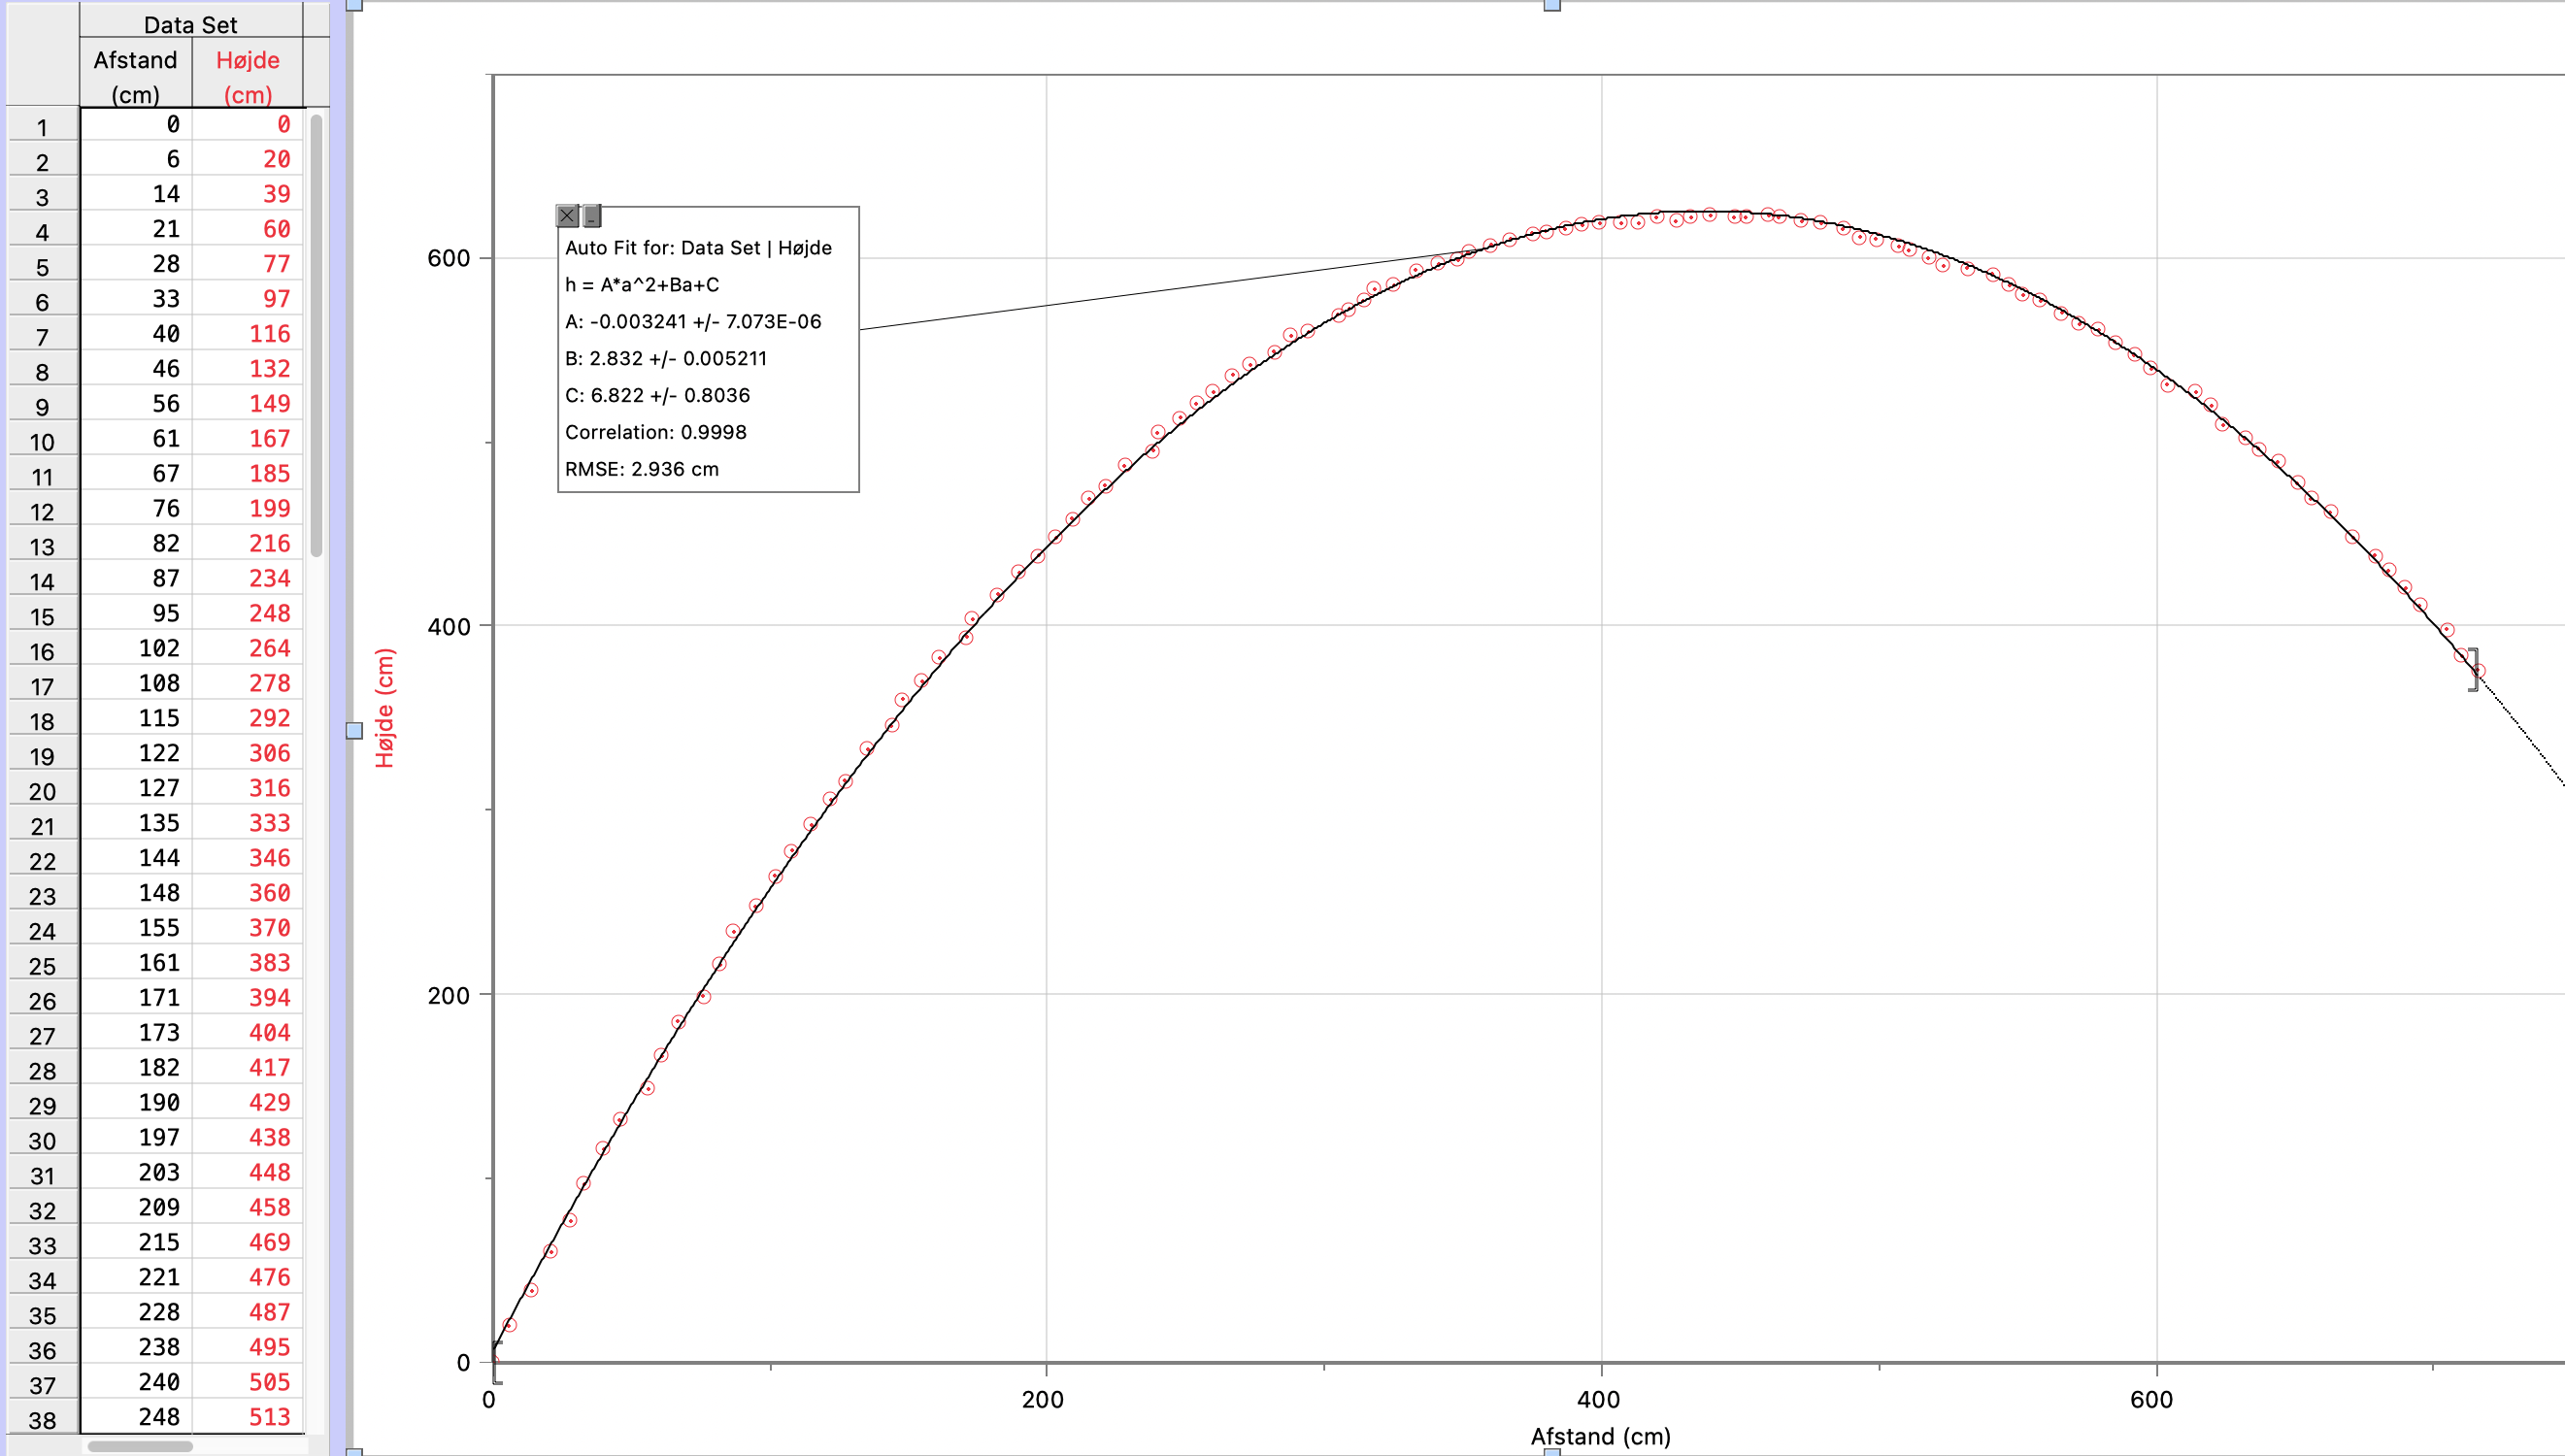 Data Set
Afstand Højde
(cm) (cm)
1 0 0
2 6 20
3 14 39
4 21 60
5 28 77
6 33 97
7 40 116
8 46 132
9 56 149
10 61 167
11 67 185
12 76 199
13 82 216
14 87 234
15 95 248
16 102 264
17 108 278
18 115 292
19 122 306
20 127 316
21 135 333
22 144 346
23 148 360
24 155 370
25 161 383
26 171 394
27 173 404
28 182 417
29 190 429
30 197 438
31 203 448
32 209 458
33 215 469
34 221 476
35 228 487
36 238 495
37 240 505
38 248 513
Højde (cm)
600
400
200
0
Auto Fit for: Data Set | Højde
h = A*a^2+Ba+C
A: -0.003241 +/- 7.073E-06
B: 2.832 +/- 0.005211
C: 6.822 +/- 0.8036
Correlation: 0.9998
RMSE: 2.936 cm
0 200 400 600
Afstand (cm)